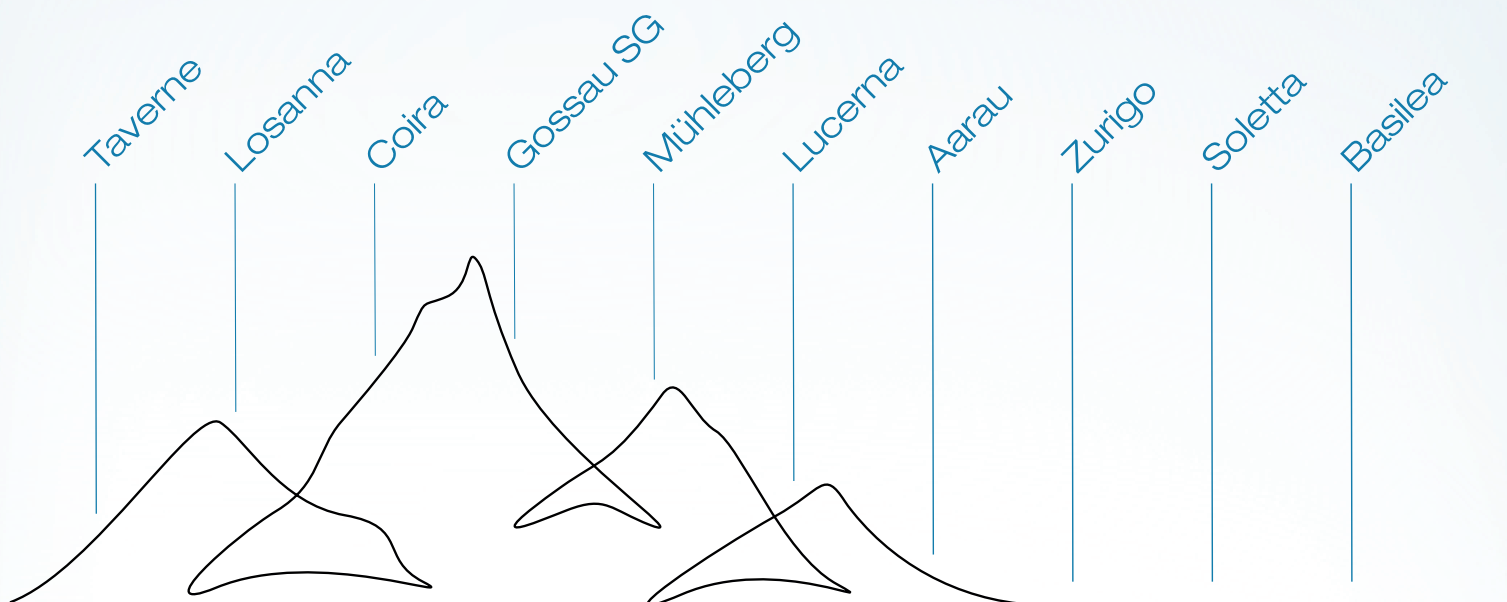 Taverne
Losanna
Coira
Gossau SG
Mühleberg
Lucerna
Aarau
Zurigo
Soletta
Basilea